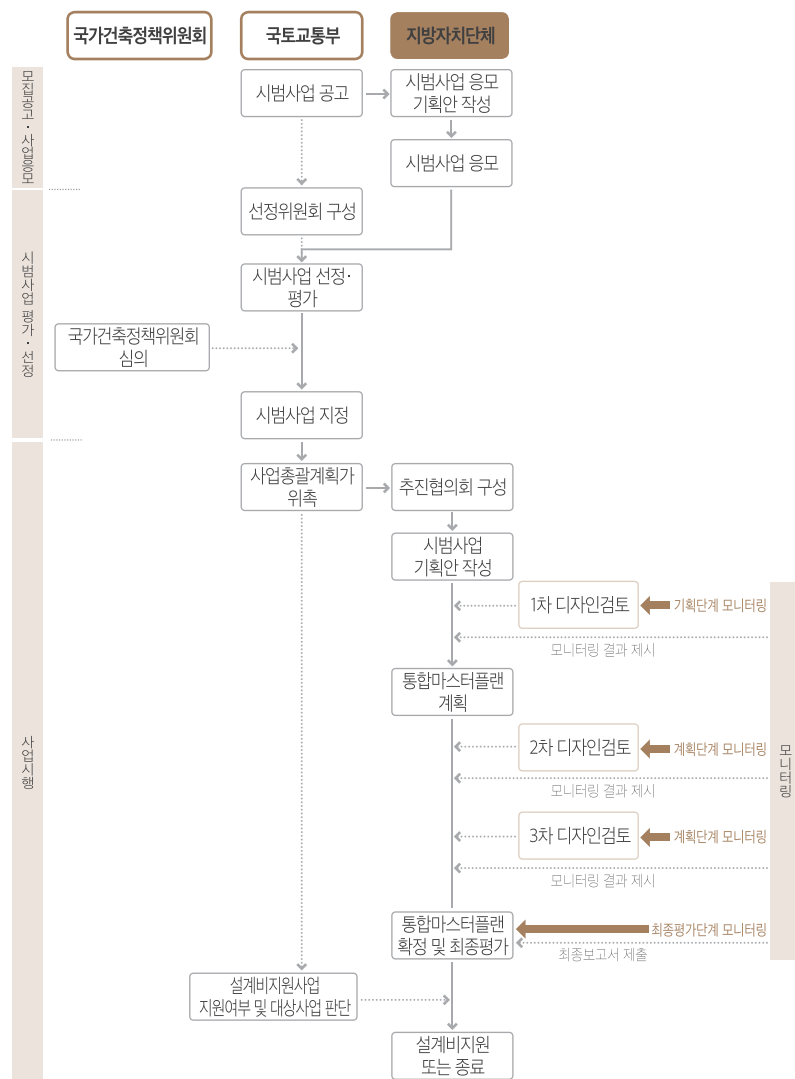 국가건축정책위원회
국토교통부
지방자치단체
모집공고·사업응모
시범사업 공고
시범사업 응모
기획안 작성
시범사업 응모
시범사업 평가·선정
선정위원회 구성
시범사업 선정·
평가
국가건축정책위원회
심의
시범사업 지정
사업시행
사업총괄계획가
위촉
추진협의회 구성
시범사업
기획안 작성
1차 디자인검토
기획단계 모니터링
모니터링 결과 제시
통합마스터플랜
계획
2차 디자인검토
계획단계 모니터링
모니터링
모니터링 결과 제시
3차 디자인검토
계획단계 모니터링
모니터링 결과 제시
통합마스터플랜
확정 및 최종평가
최종평가단계 모니터링
최종보고서 제출
설계비지원사업
지원여부 및 대상사업 판단
설계비지원
또는 종료